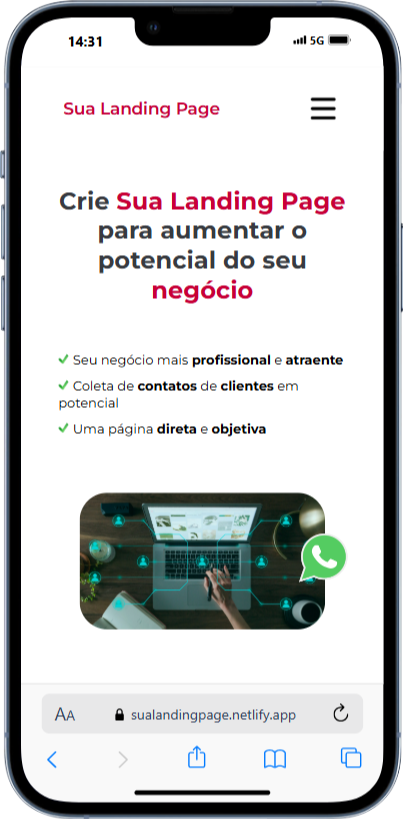 14:31
5G
Sua Landing Page
Crie Sua Landing Page
para aumentar o
potencial do seu
negócio
Seu negócio mais profissional e atraente
Coleta de contatos de clientes em
potencial
Uma página direta e objetiva
AA
sualandingpage.netlify.app